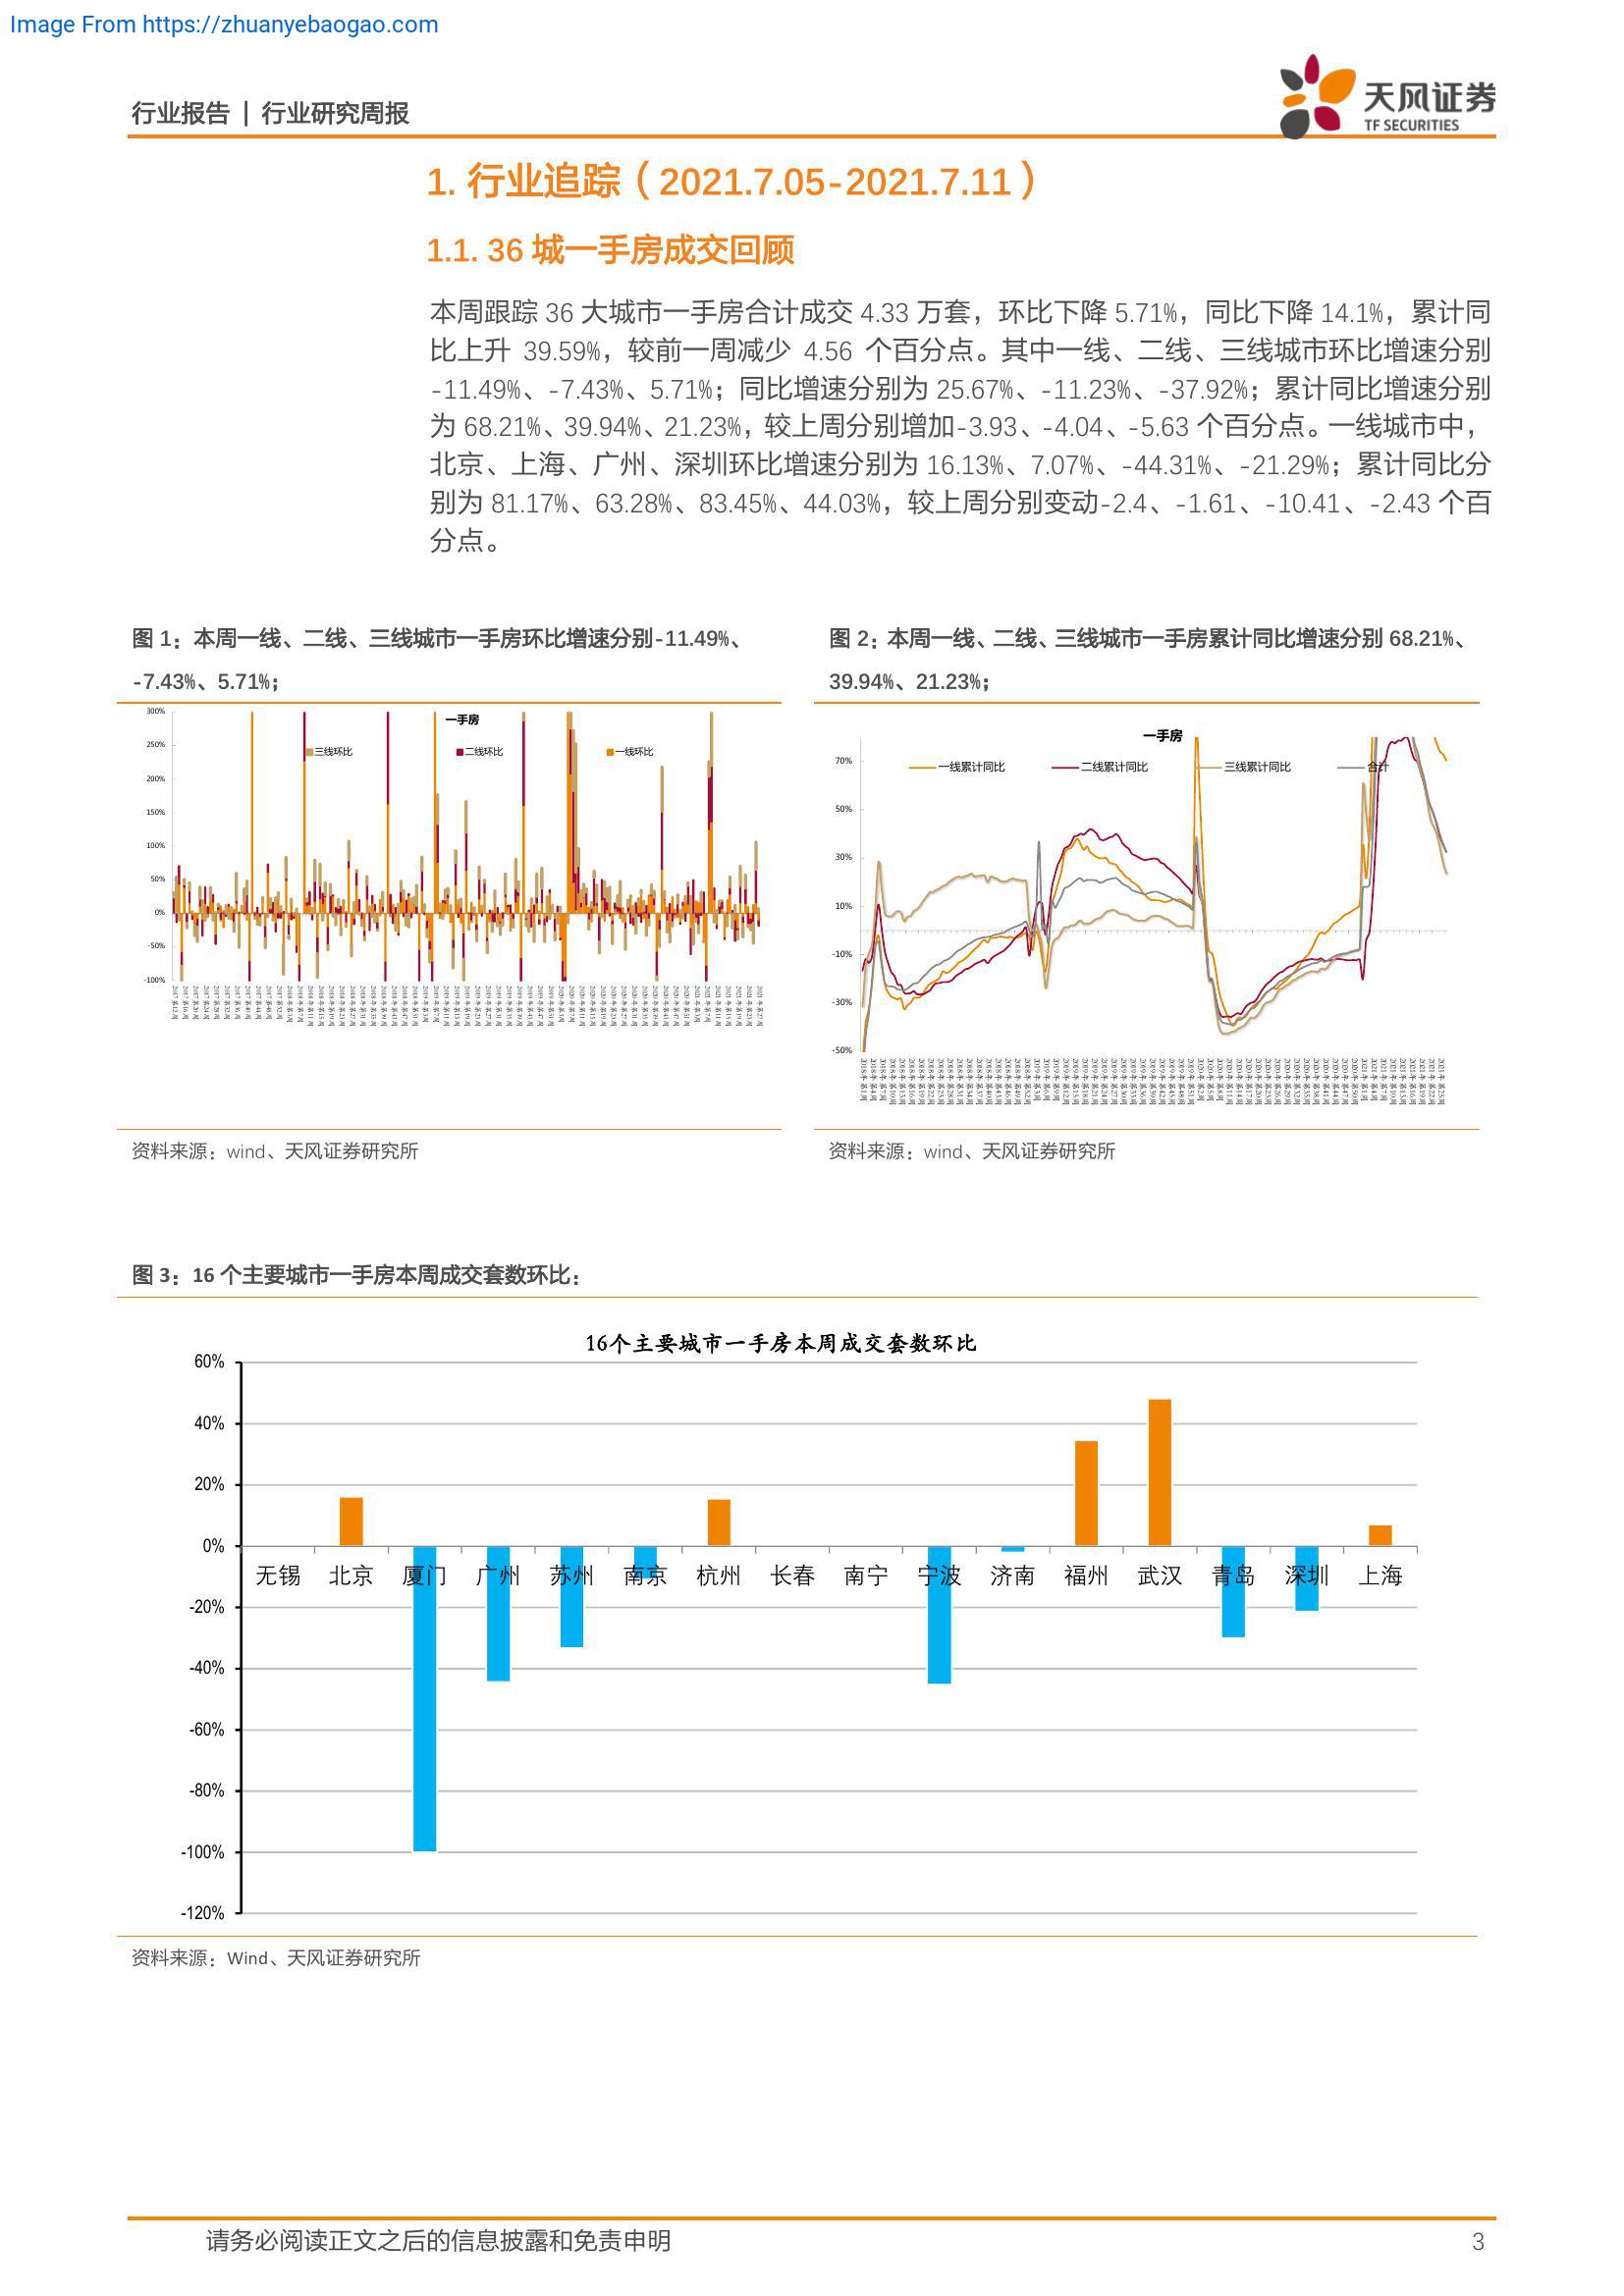 Image From https://zhuanyebaogao.com
行业报告 | 行业研究周报
天风证券
TF SECURITIES
1. 行业追踪（2021.7.05-2021.7.11）
1.1. 36 城一手房成交回顾
本周跟踪 36 大城市一手房合计成交 4.33 万套，环比下降 5.71%，同比下降 14.1%，累计同
比上升 39.59%，较前一周减少 4.56 个百分点。其中一线、二线、三线城市环比增速分别
-11.49%、-7.43%、5.71%；同比增速分别为 25.67%、-11.23%、-37.92%；累计同比增速分别
为 68.21%、39.94%、21.23%，较上周分别增加-3.93、-4.04、-5.63 个百分点。一线城市中，
北京、上海、广州、深圳环比增速分别为 16.13%、7.07%、-44.31%、-21.29%；累计同比分
别为 81.17%、63.28%、83.45%、44.03%，较上周分别变动-2.4、-1.61、-10.41、-2.43 个百
分点。
图 1：本周一线、二线、三线城市一手房环比增速分别-11.49%、
-7.43%、5.71%；
一手房
三线环比 二线环比 一线环比
300%
250%
200%
150%
100%
50%
0%
-50%
-100%
资料来源：wind、天风证券研究所
图 2：本周一线、二线、三线城市一手房累计同比增速分别 68.21%、
39.94%、21.23%；
一手房
一线累计同比 二线累计同比 三线累计同比 合计
70%
50%
30%
10%
-10%
-30%
-50%
资料来源：wind、天风证券研究所
图 3：16 个主要城市一手房本周成交套数环比：
16个主要城市一手房本周成交套数环比
60%
40%
20%
0%
无锡 北京 厦门 广州 苏州 南京 杭州 长春 南宁 宁波 济南 福州 武汉 青岛 深圳 上海
-20%
-40%
-60%
-80%
-100%
-120%
资料来源：Wind、天风证券研究所
请务必阅读正文之后的信息披露和免责申明
3